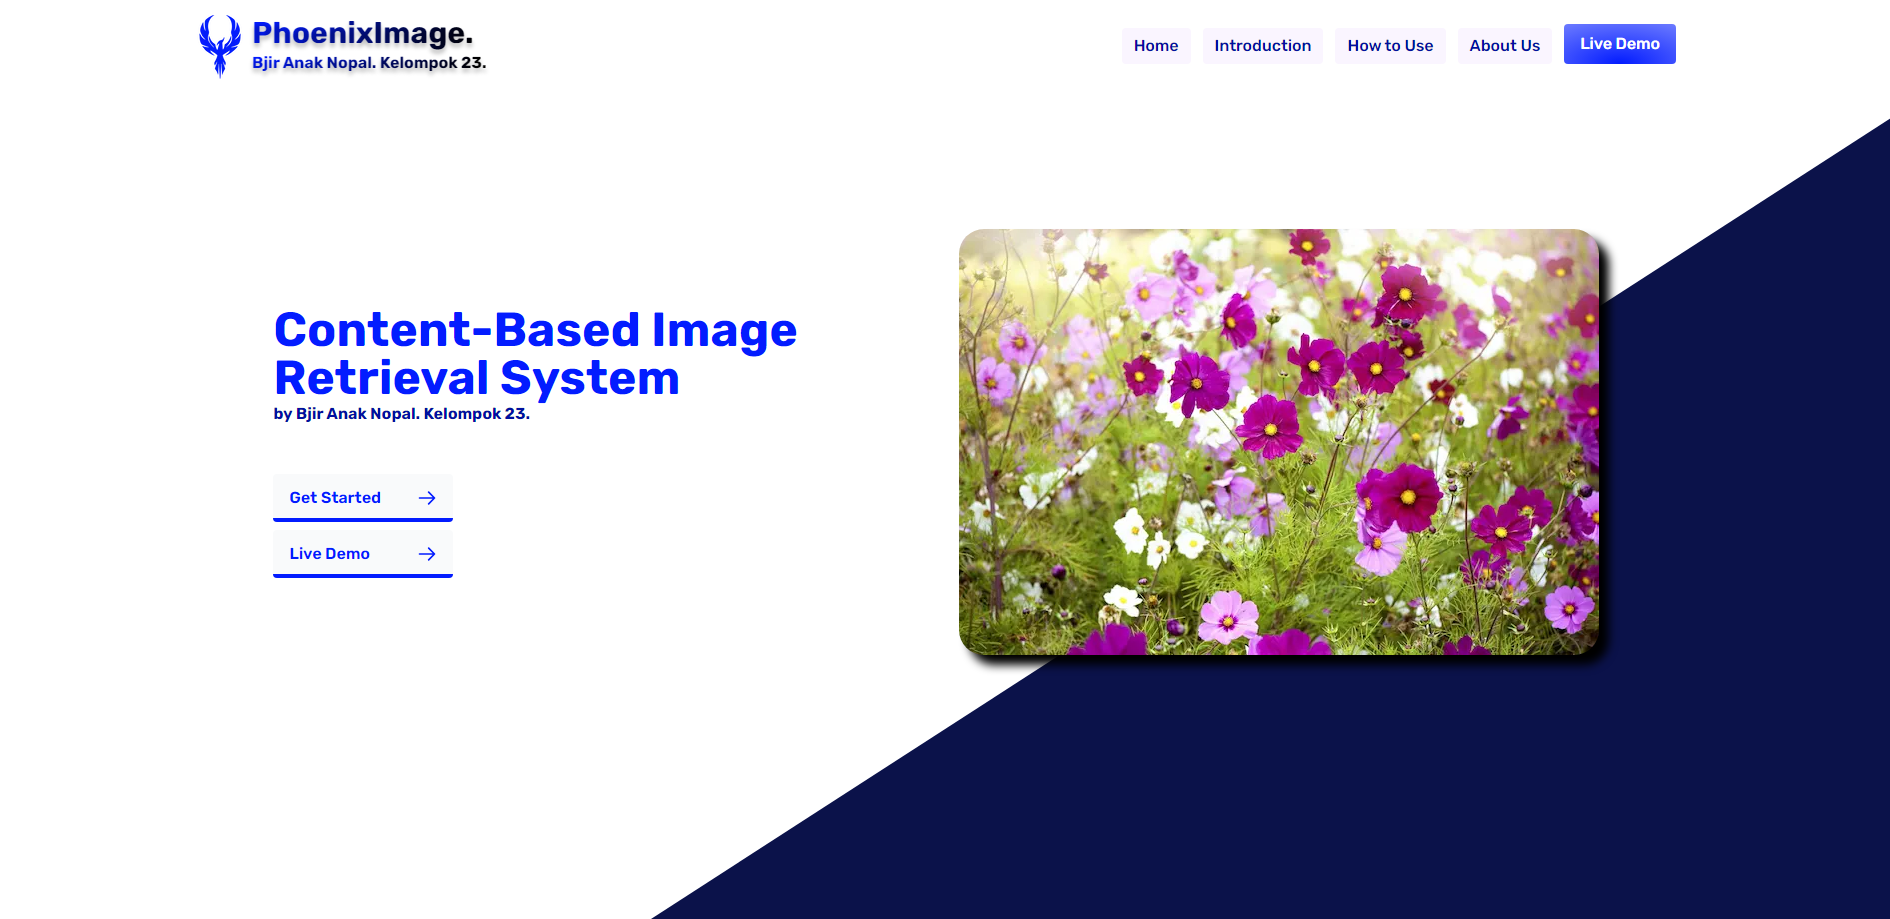 PhoenixImage.
Bjir Anak Nopal. Kelompok 23.
Home
Introduction
How to Use
About Us
Live Demo
Content-Based Image
Retrieval System
by Bjir Anak Nopal. Kelompok 23.
Get Started
Live Demo